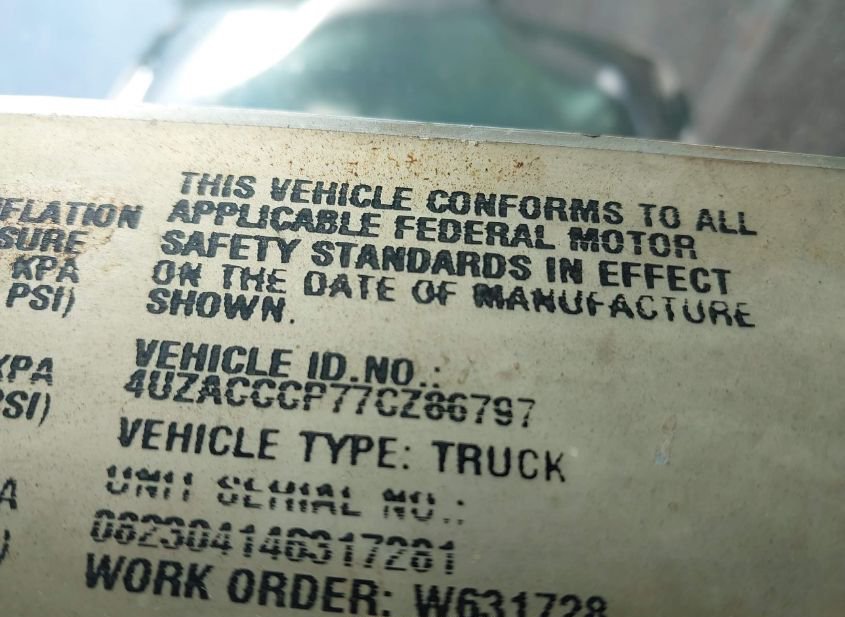 THIS VEHICLE CONFORMS TO ALL
FLATION APPLICABLE FEDERAL MOTOR
SURE SAFETY STANDARDS IN EFFECT
KPA ON THE DATE OF MANUFACTURE
PSI) SHOWN.
KPA VEHICLE ID.NO.:
PSI) 4UZACCCP77CZ86797
VEHICLE TYPE: TRUCK
A UNIT SERIAL NO.:
) 082304146317281
WORK ORDER: W631728